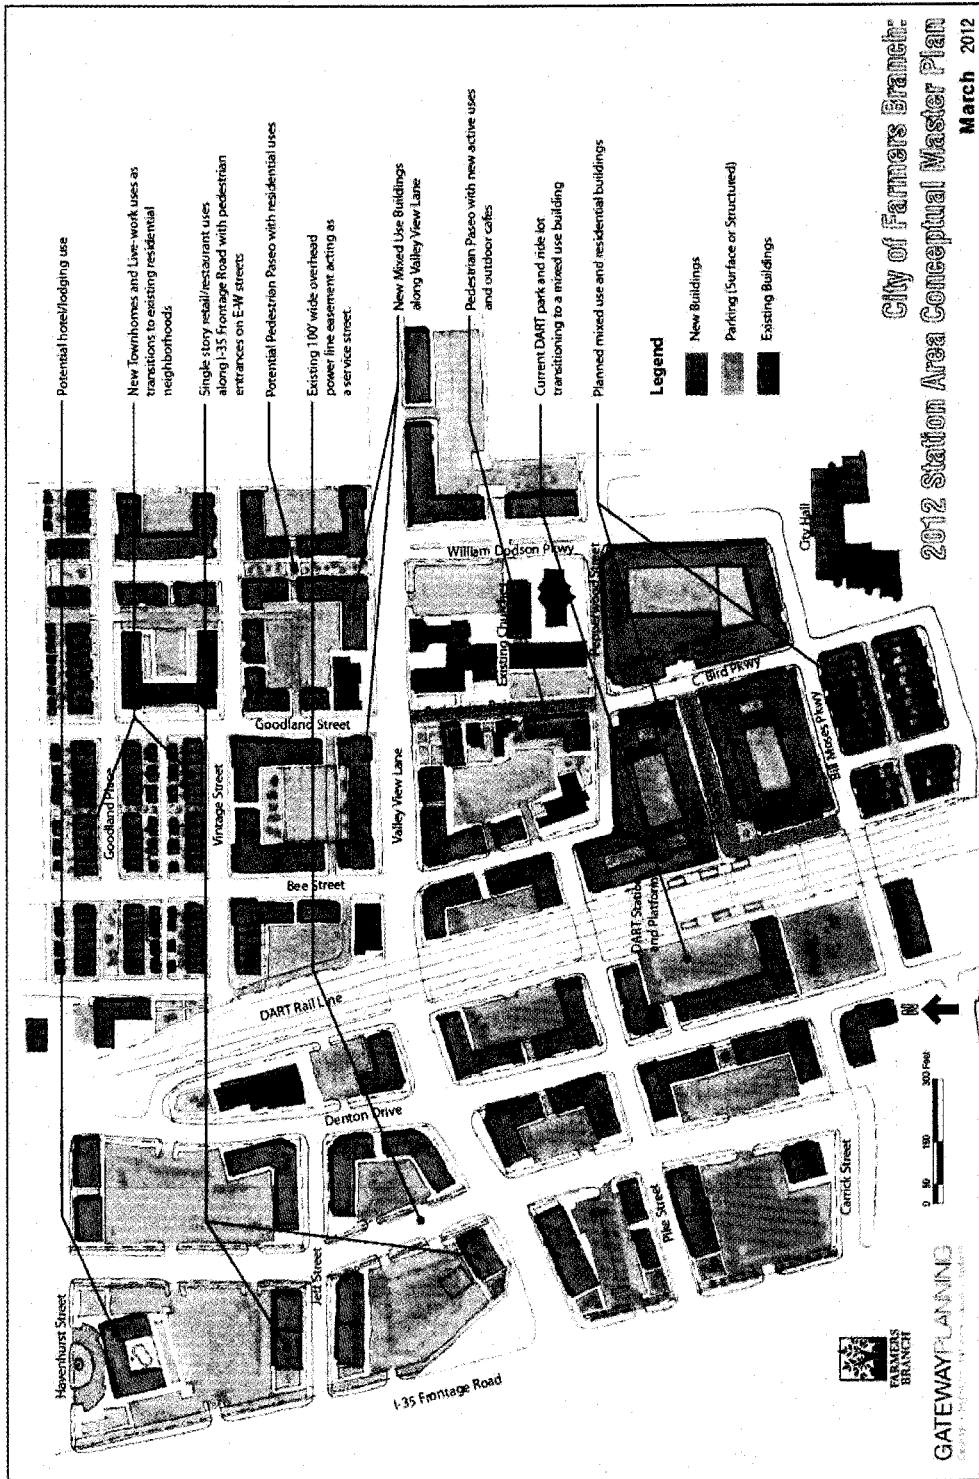 Potential hotel/lodging use
New Townhomes and Live-work uses as
transitions to existing residential
neighborhoods
Single story retail/restaurant uses
along I-35 Frontage Road with pedestrian
entrances on E-W streets
Potential Pedestrian Paseo with residential uses
Existing 100' wide overhead
power line easement acting as
a service street.
New Mixed Use Buildings
along Valley View Lane
Pedestrian Paseo with new active uses
and outdoor cafes
Current DART park and ride lot
transitioning to a mixed use building
Planned mixed use and residential buildings
Legend
New Buildings
Parking (Surface or Structured)
Existing Buildings
City of Farmers Branch:
2012 Station Area Conceptual Master Plan
March 2012
Havenhurst Street
Goodland Street
Vintage Street
Bee Street
Valley View Lane
William Dodson Pkwy
Existing Church
Pepperwood Street
C. Bird Pkwy
Bill Moses Pkwy
City Hall
DART Station
and Platform
DART Rail Line
Denton Drive
Jett Street
Pike Street
Carrick Street
I-35 Frontage Road
N
0 50 150 300 Feet
FARMERS
BRANCH
GATEWAYPLANNING